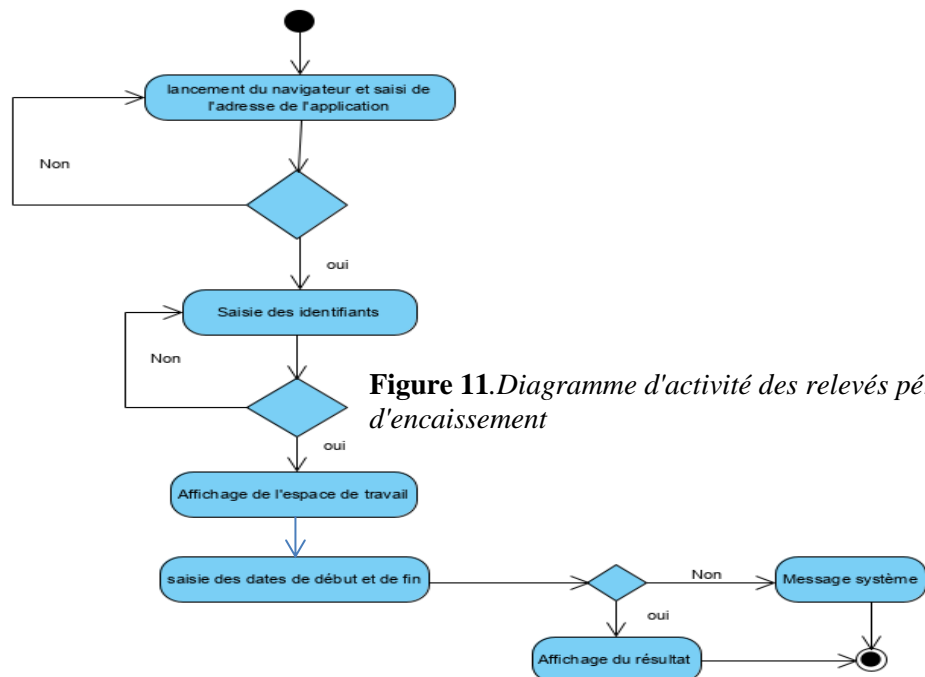 lancement du navigateur et saisi de
l'adresse de l'application
Non
oui
Saisie des identifiants
Non
Figure 11.Diagramme d'activité des relevés
d'encaissement
oui
Affichage de l'espace de travail
saisie des dates de début et de fin
Non
Message système
oui
Affichage du résultat